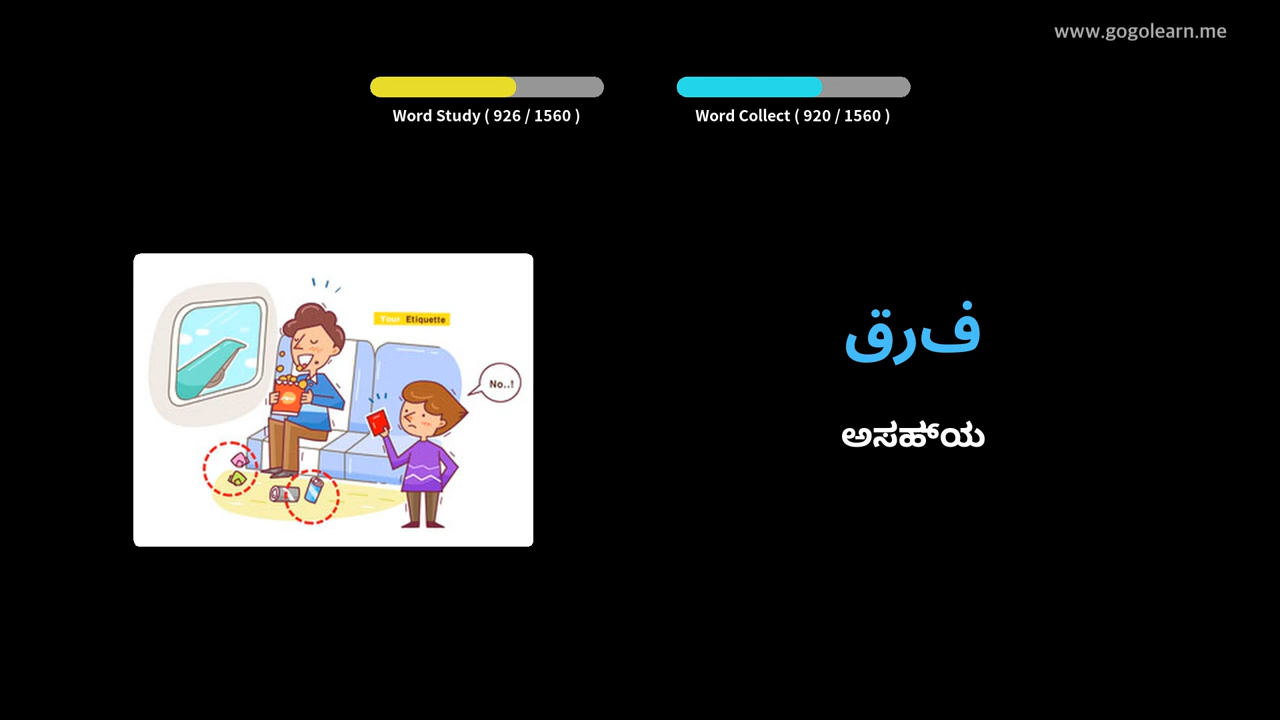 www.gogolearn.me
Word Study ( 926 / 1560 )
Word Collect ( 920 / 1560 )
Your Etiquette
No..!
فرق
ಅಸಹ್ಯ